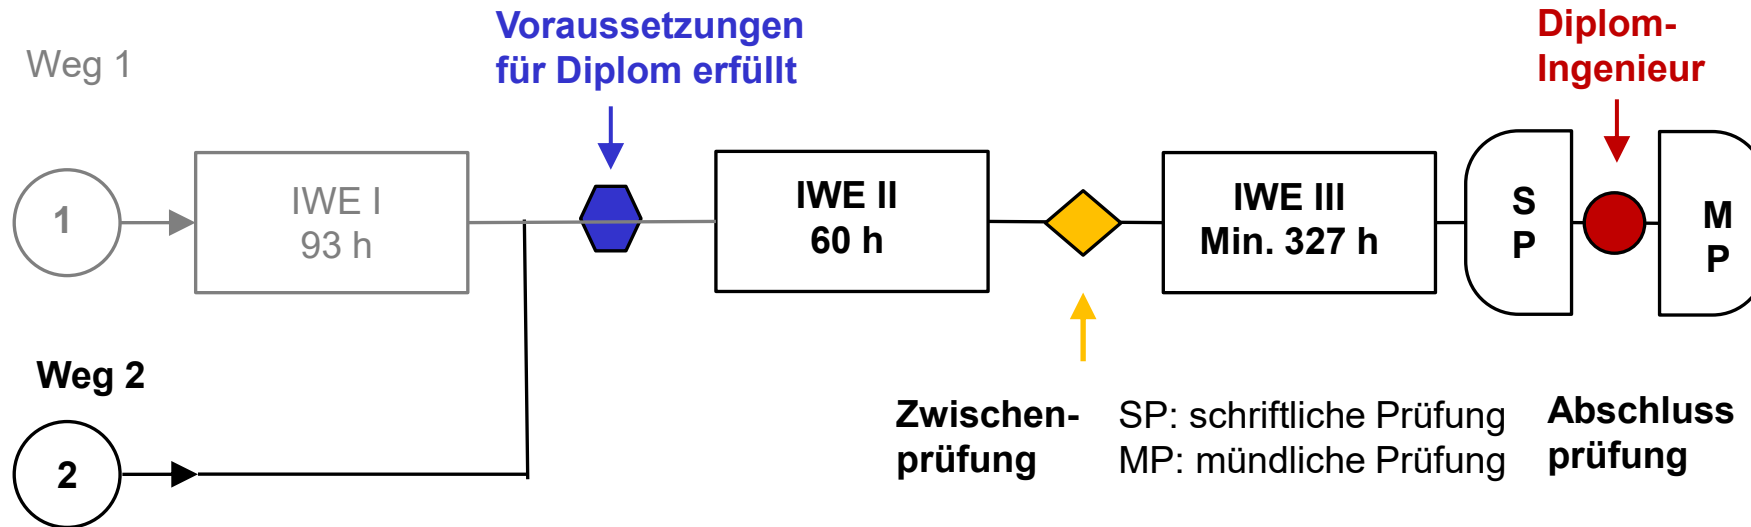 Weg 1
Voraussetzungen
für Diplom erfüllt
Diplom-
Ingenieur
1
IWE I
93 h
IWE II
60 h
IWE III
Min. 327 h
S
P
M
P
Weg 2
2
Zwischen-
prüfung
SP: schriftliche Prüfung
MP: mündliche Prüfung
Abschluss
prüfung